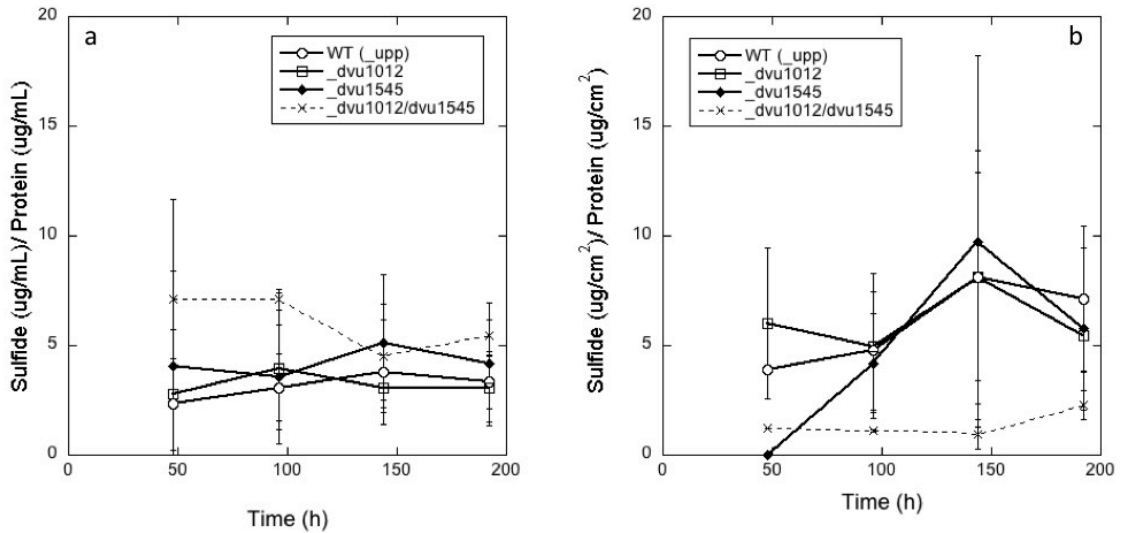 a
WT (_upp)
_dvu1012
_dvu1545
_dvu1012/dvu1545
Sulfide (ug/mL)/ Protein (ug/mL)
20
15
10
5
0
0 50 100 150 200
Time (h)
b
WT (_upp)
_dvu1012
_dvu1545
_dvu1012/dvu1545
Sulfide (ug/cm²)/ Protein (ug/cm²)
20
15
10
5
0
0 50 100 150 200
Time (h)